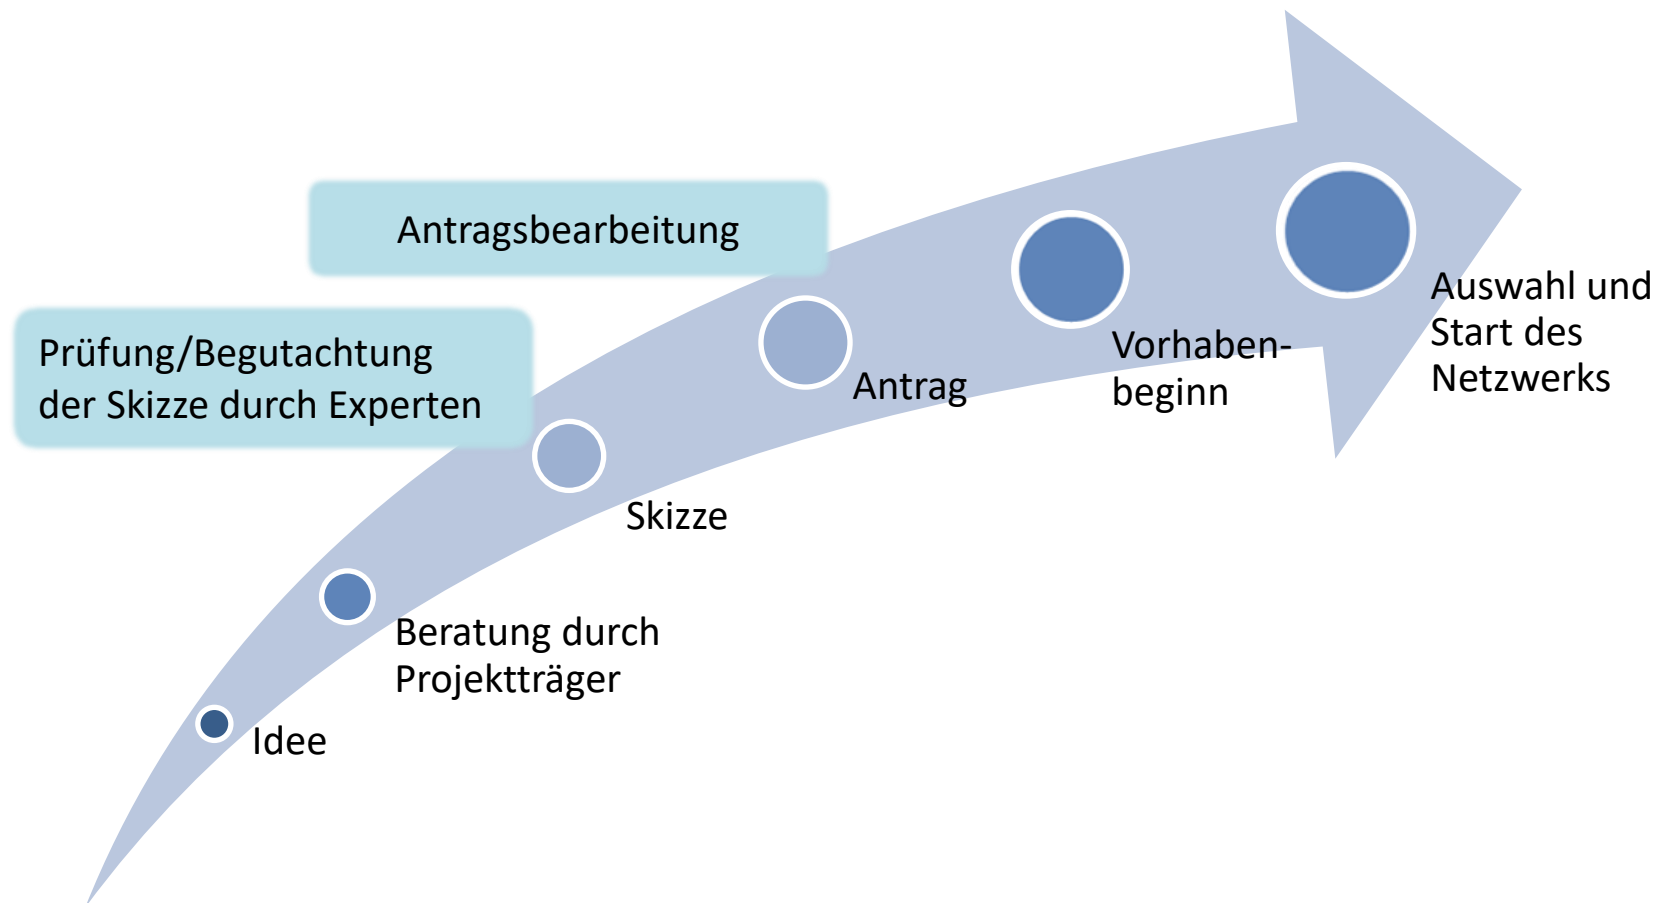 Antragsbearbeitung
Prüfung/Begutachtung
der Skizze durch Experten
Auswahl und
Start des
Netzwerks
Vorhaben-
beginn
Antrag
Skizze
Beratung durch
Projektträger
Idee